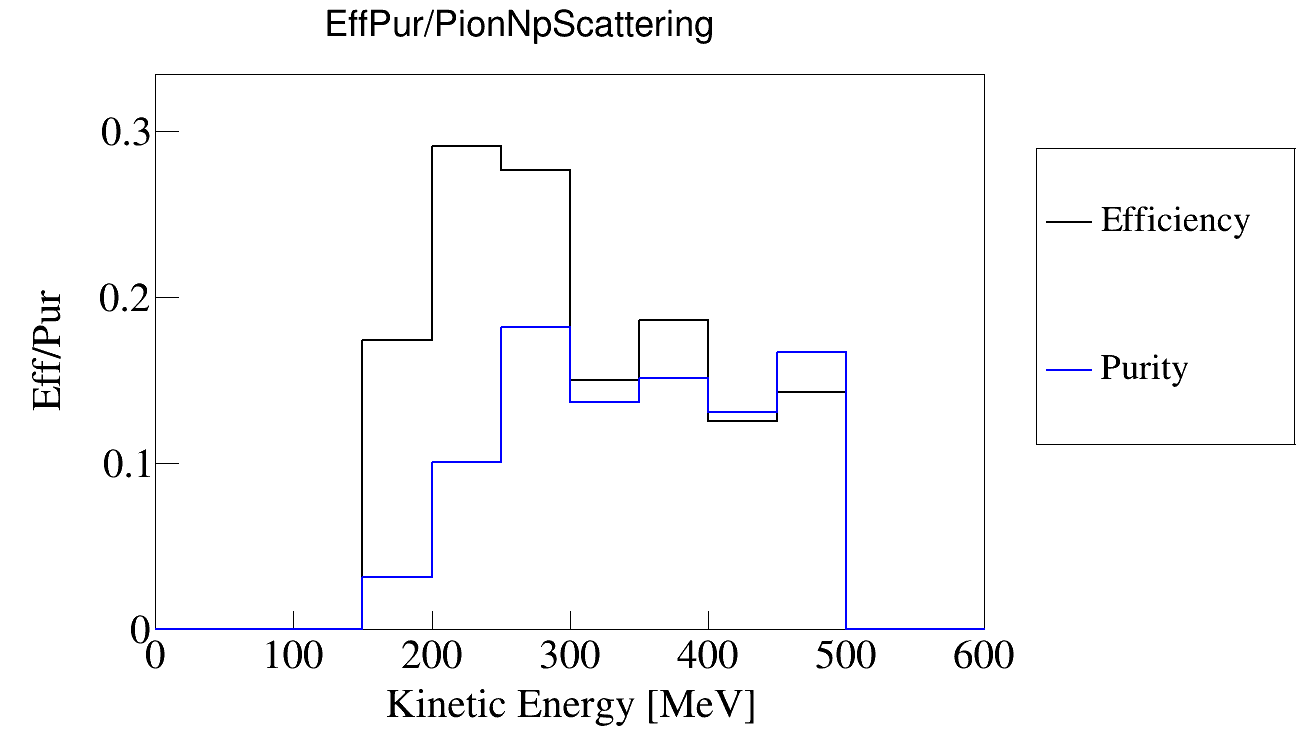 EffPur/PionNpScattering
0.3
0.2
0.1
0
Eff/Pur
0 100 200 300 400 500 600
Kinetic Energy [MeV]
Efficiency
Purity